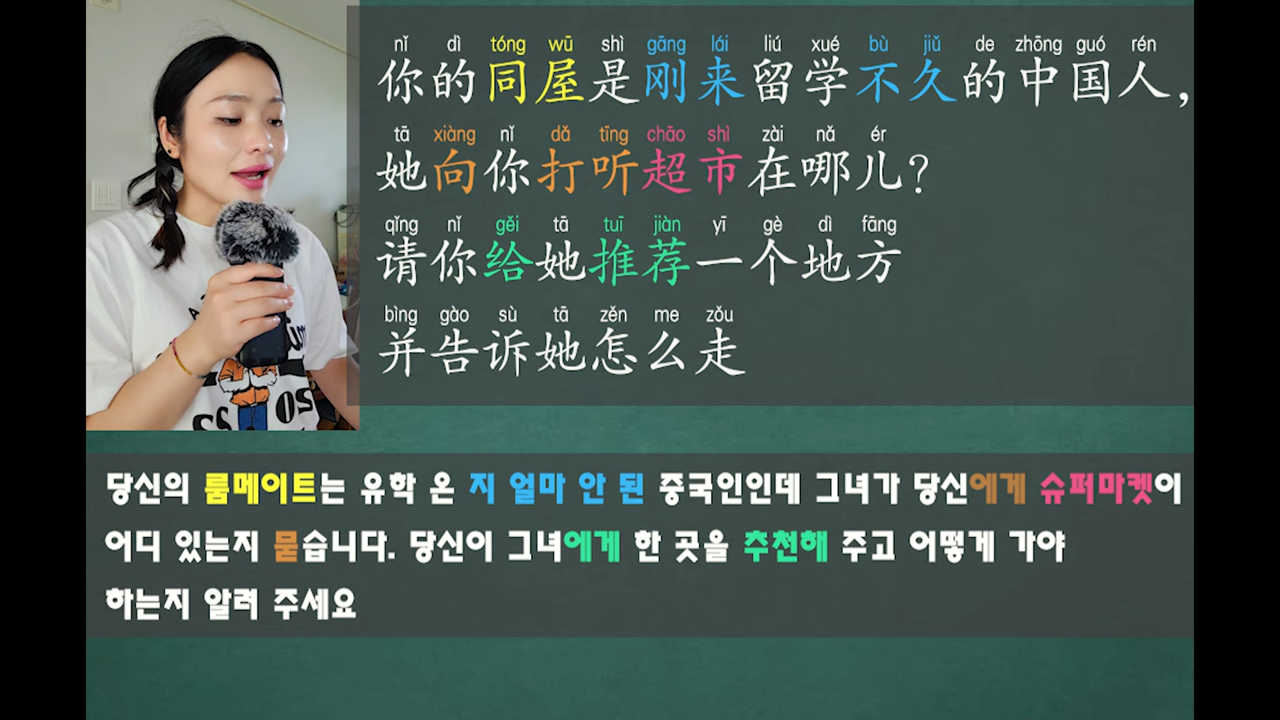 nǐ dì tóng wū shì gāng lái liú xué bù jiǔ de zhōng guó rén
你的同屋是刚来留学不久的中国人，
tā xiàng nǐ dǎ tīng chāo shì zài nǎ ér
她向你打听超市在哪儿？
qǐng nǐ gěi tā tuī jiàn yī gè dì fāng
请你给她推荐一个地方
bìng gào sù tā zěn me zǒu
并告诉她怎么走
당신의 룸메이트는 유학 온 지 얼마 안 된 중국인인데 그녀가 당신에게 슈퍼마켓이
어디 있는지 묻습니다. 당신이 그녀에게 한 곳을 추천해 주고 어떻게 가야
하는지 알려 주세요